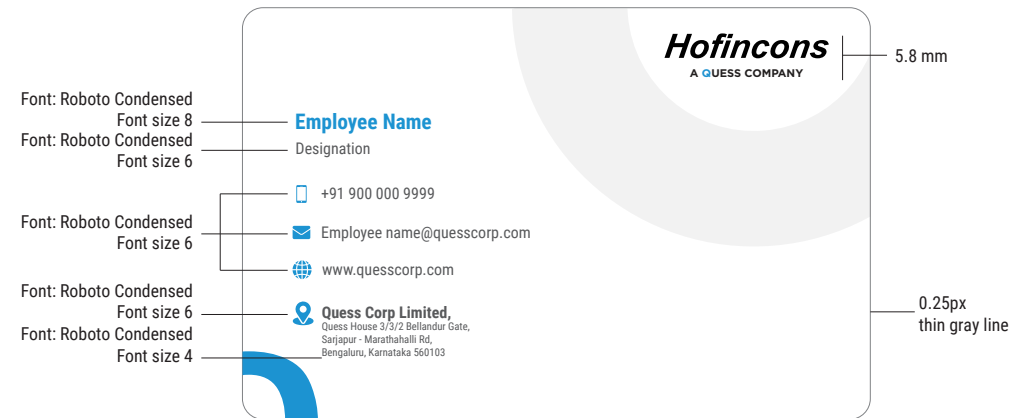 Hofincons
A QUESS COMPANY
5.8 mm
Font: Roboto Condensed
Font size 8
Employee Name
Font: Roboto Condensed
Font size 6
Designation
+91 900 000 9999
Font: Roboto Condensed
Font size 6
Employee name@quesscorp.com
www.quesscorp.com
Font: Roboto Condensed
Font size 6
Quess Corp Limited,
Font: Roboto Condensed
Font size 4
Quess House 3/3/2 Bellandur Gate,
Sarjapur - Marathahalli Rd,
Bengaluru, Karnataka 560103
0.25px
thin gray line